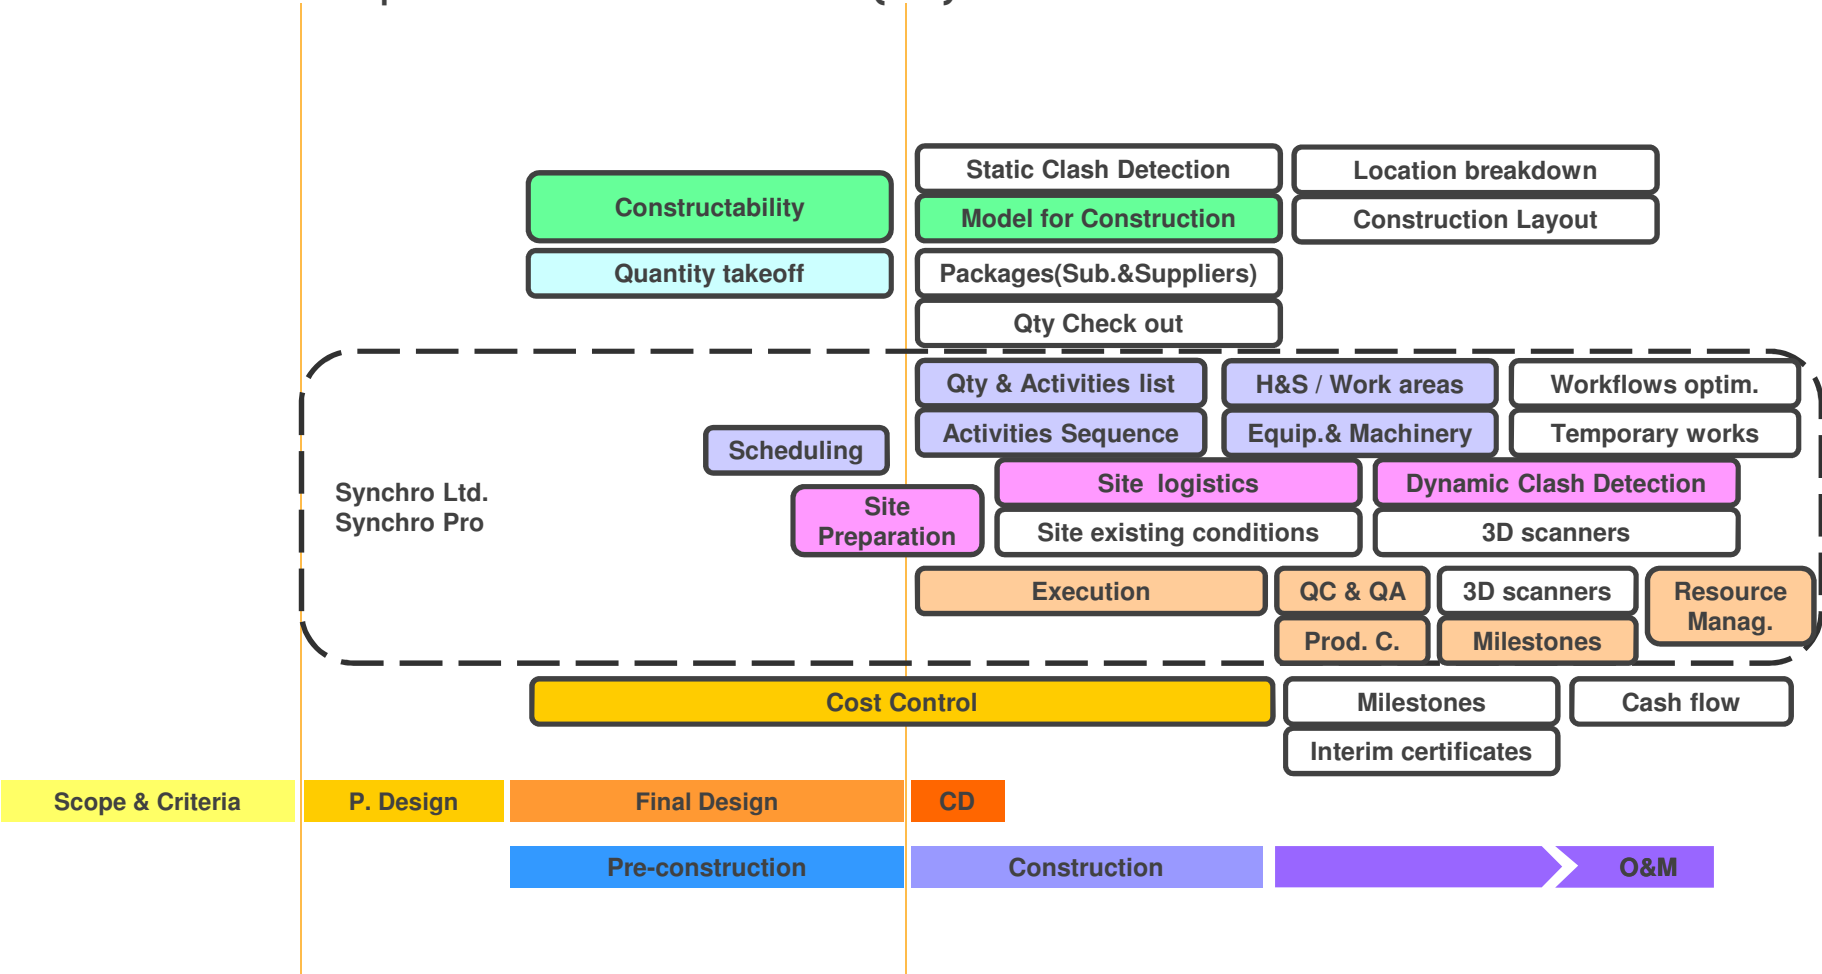 Static Clash Detection
Location breakdown
Constructability
Model for Construction
Construction Layout
Quantity takeoff
Packages(Sub.&Suppliers)
Qty Check out
Qty & Activities list
H&S / Work areas
Workflows optim.
Scheduling
Activities Sequence
Equip.& Machinery
Temporary works
Synchro Ltd.
Synchro Pro
Site
Preparation
Site logistics
Dynamic Clash Detection
Site existing conditions
3D scanners
Execution
QC & QA
3D scanners
Resource
Manag.
Prod. C.
Milestones
Cost Control
Milestones
Cash flow
Interim certificates
Scope & Criteria
P. Design
Final Design
CD
Pre-construction
Construction
O&M